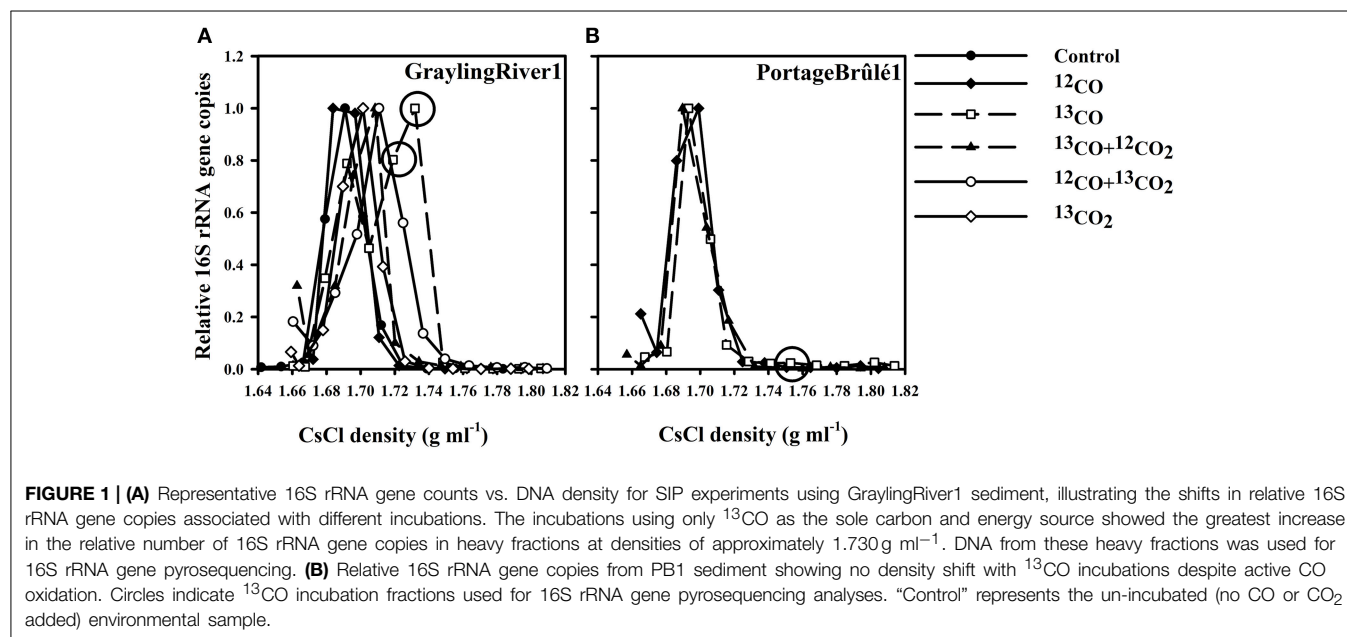 A
B
1.2
1.0
0.8
0.6
0.4
0.2
0.0
Relative 16S rRNA gene copies
GraylingRiver1
PortageBrûlé1
1.64 1.66 1.68 1.70 1.72 1.74 1.76 1.78 1.80 1.82
1.66 1.68 1.70 1.72 1.74 1.76 1.78 1.80 1.82
CsCl density (g ml⁻¹)
CsCl density (g ml⁻¹)
Control
¹²CO
¹³CO
¹³CO+¹²CO₂
¹²CO+¹³CO₂
¹³CO₂
FIGURE 1 | (A) Representative 16S rRNA gene counts vs. DNA density for SIP experiments using GraylingRiver1 sediment, illustrating the shifts in relative 16S
rRNA gene copies associated with different incubations. The incubations using only ¹³CO as the sole carbon and energy source showed the greatest increase
in the relative number of 16S rRNA gene copies in heavy fractions at densities of approximately 1.730 g ml⁻¹. DNA from these heavy fractions was used for
16S rRNA gene pyrosequencing. (B) Relative 16S rRNA gene copies from PB1 sediment showing no density shift with ¹³CO incubations despite active CO
oxidation. Circles indicate ¹³CO incubation fractions used for 16S rRNA gene pyrosequencing analyses. “Control” represents the un-incubated (no CO or CO₂
added) environmental sample.